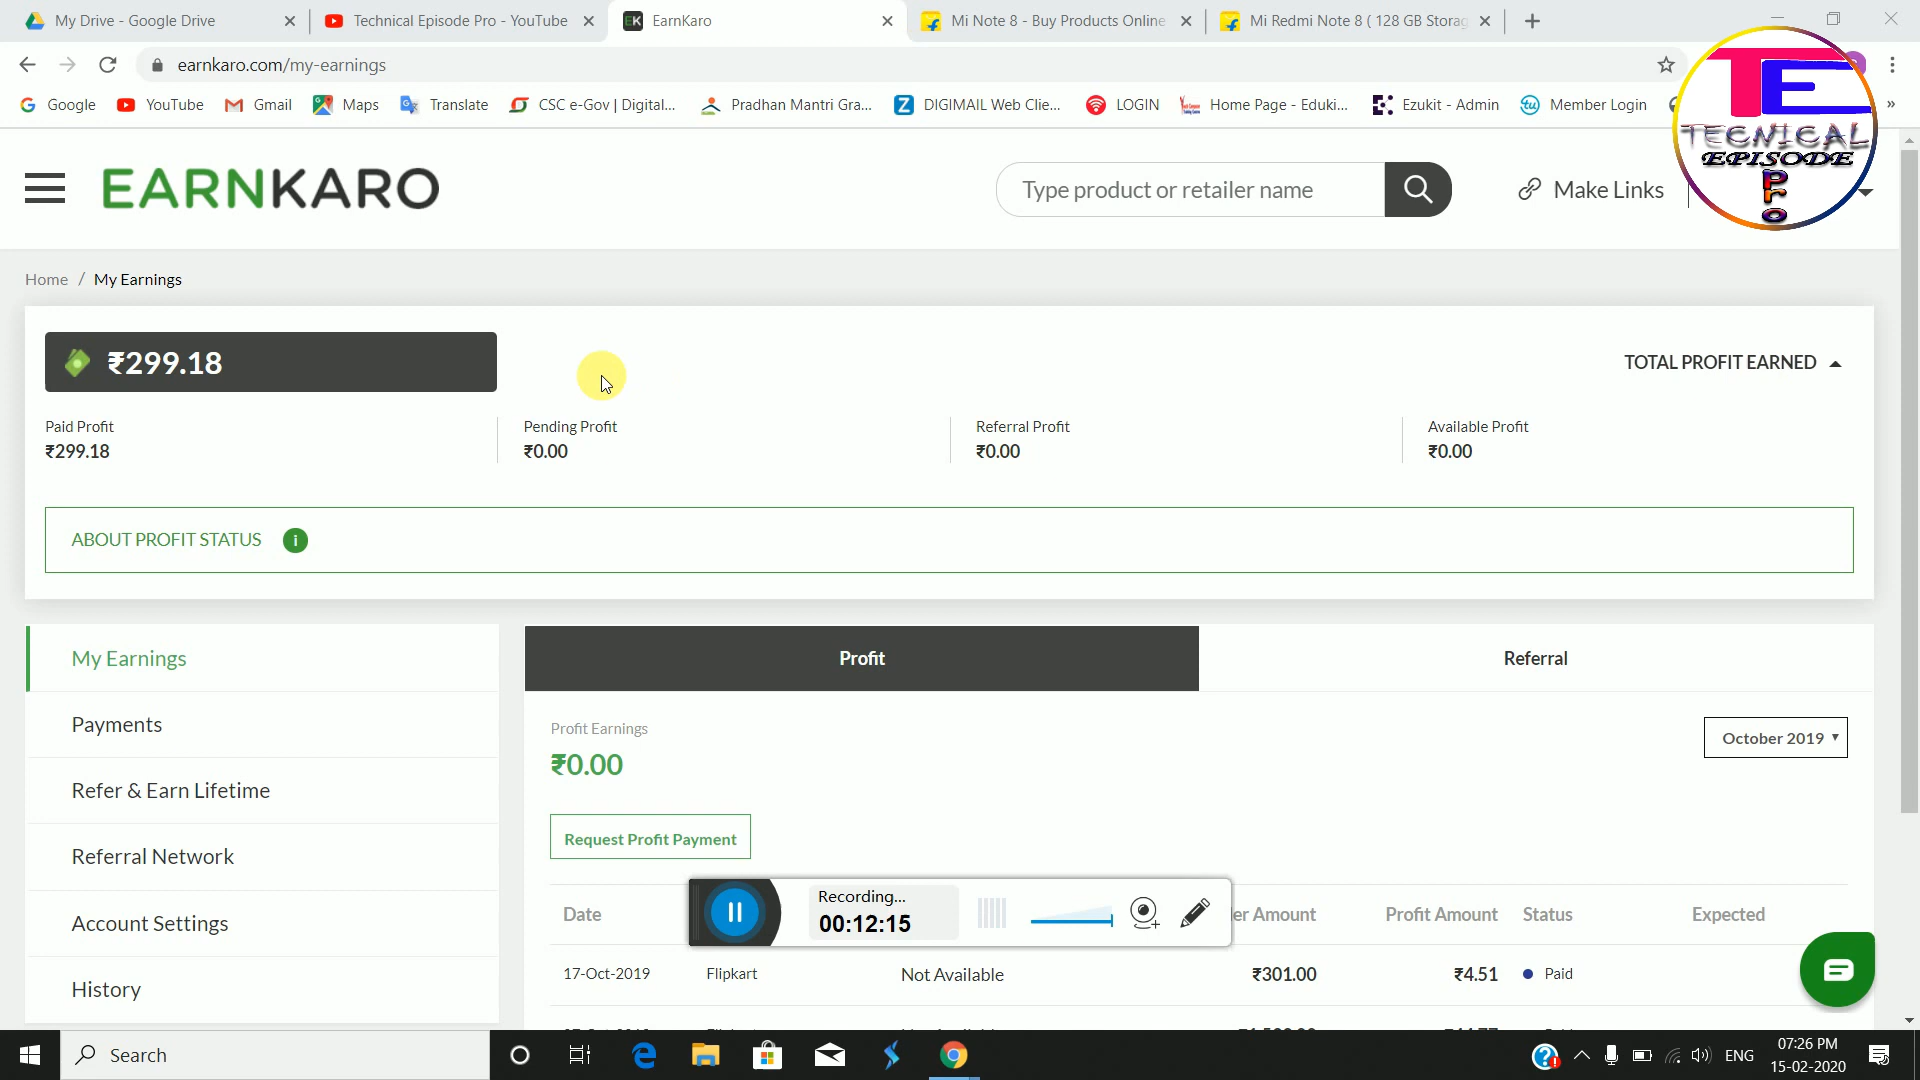 My Drive - Google Drive
Technical Episode Pro - YouTube
EK EarnKaro
Mi Note 8 - Buy Products Online
Mi Redmi Note 8 ( 128 GB Storag
earnkaro.com/my-earnings
Google
YouTube
Gmail
Maps
Translate
CSC e-Gov | Digital...
Pradhan Mantri Gra...
DIGIMAIL Web Clie...
LOGIN
Home Page - Eduki...
Ezukit - Admin
Member Login
»
TE
TECNICAL
EPISODE
Pro
EARNKARO
Type product or retailer name
Make Links
Home / My Earnings
₹299.18
TOTAL PROFIT EARNED
Paid Profit
₹299.18
Pending Profit
₹0.00
Referral Profit
₹0.00
Available Profit
₹0.00
ABOUT PROFIT STATUS i
My Earnings
Payments
Refer & Earn Lifetime
Referral Network
Account Settings
History
Profit
Referral
Profit Earnings
₹0.00
October 2019
Request Profit Payment
Date
er Amount
Profit Amount
Status
Expected
Recording...
00:12:15
17-Oct-2019 Flipkart Not Available ₹301.00 ₹4.51 Paid
Search
ENG
07:26 PM
15-02-2020